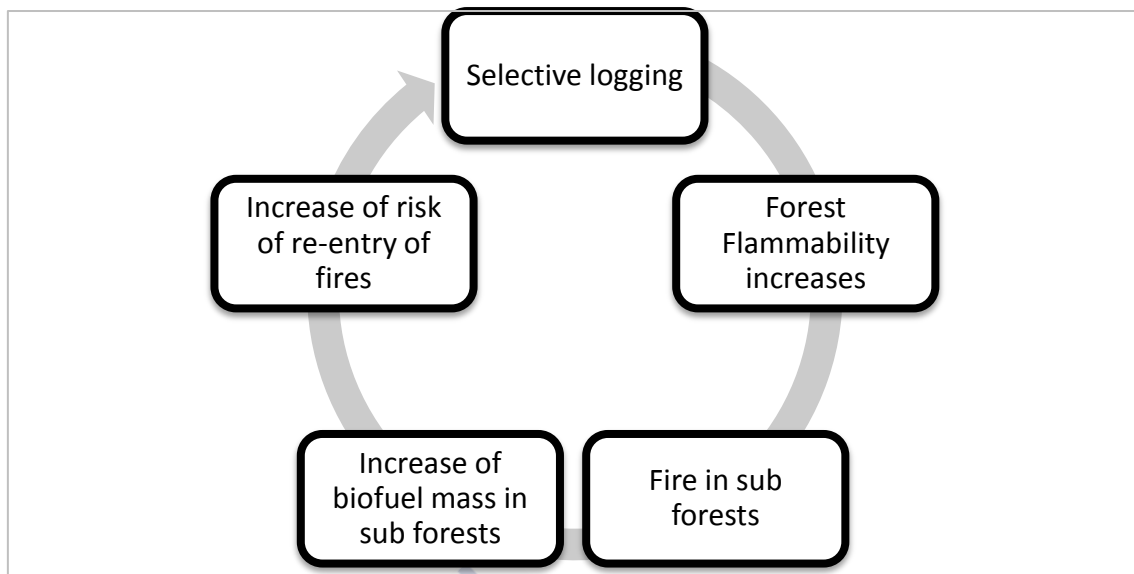 Selective logging
Forest
Flammability
increases
Fire in sub
forests
Increase of
biofuel mass in
sub forests
Increase of risk
of re-entry of
fires